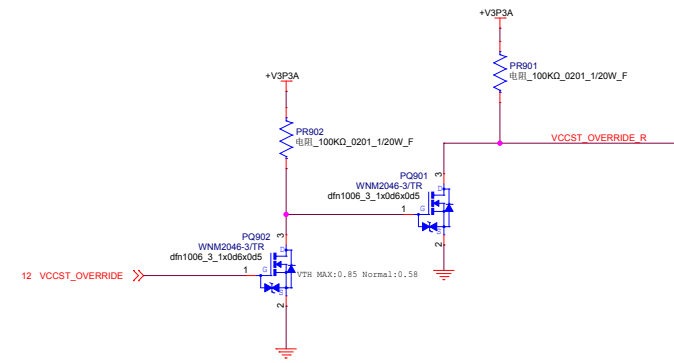 +V3P3A
PR901
电阻_100KΩ_0201_1/20W_F
+V3P3A
PR902
电阻_100KΩ_0201_1/20W_F
VCCST_OVERRIDE_R
PQ901
WNM2046-3/TR
dfn1006_3_1x0d6x0d5
3
D
1
G
S
2
PQ902
WNM2046-3/TR
dfn1006_3_1x0d6x0d5
3
D
1
G
S
2
VTH MAX:0.85 Normal:0.58
12 VCCST_OVERRIDE